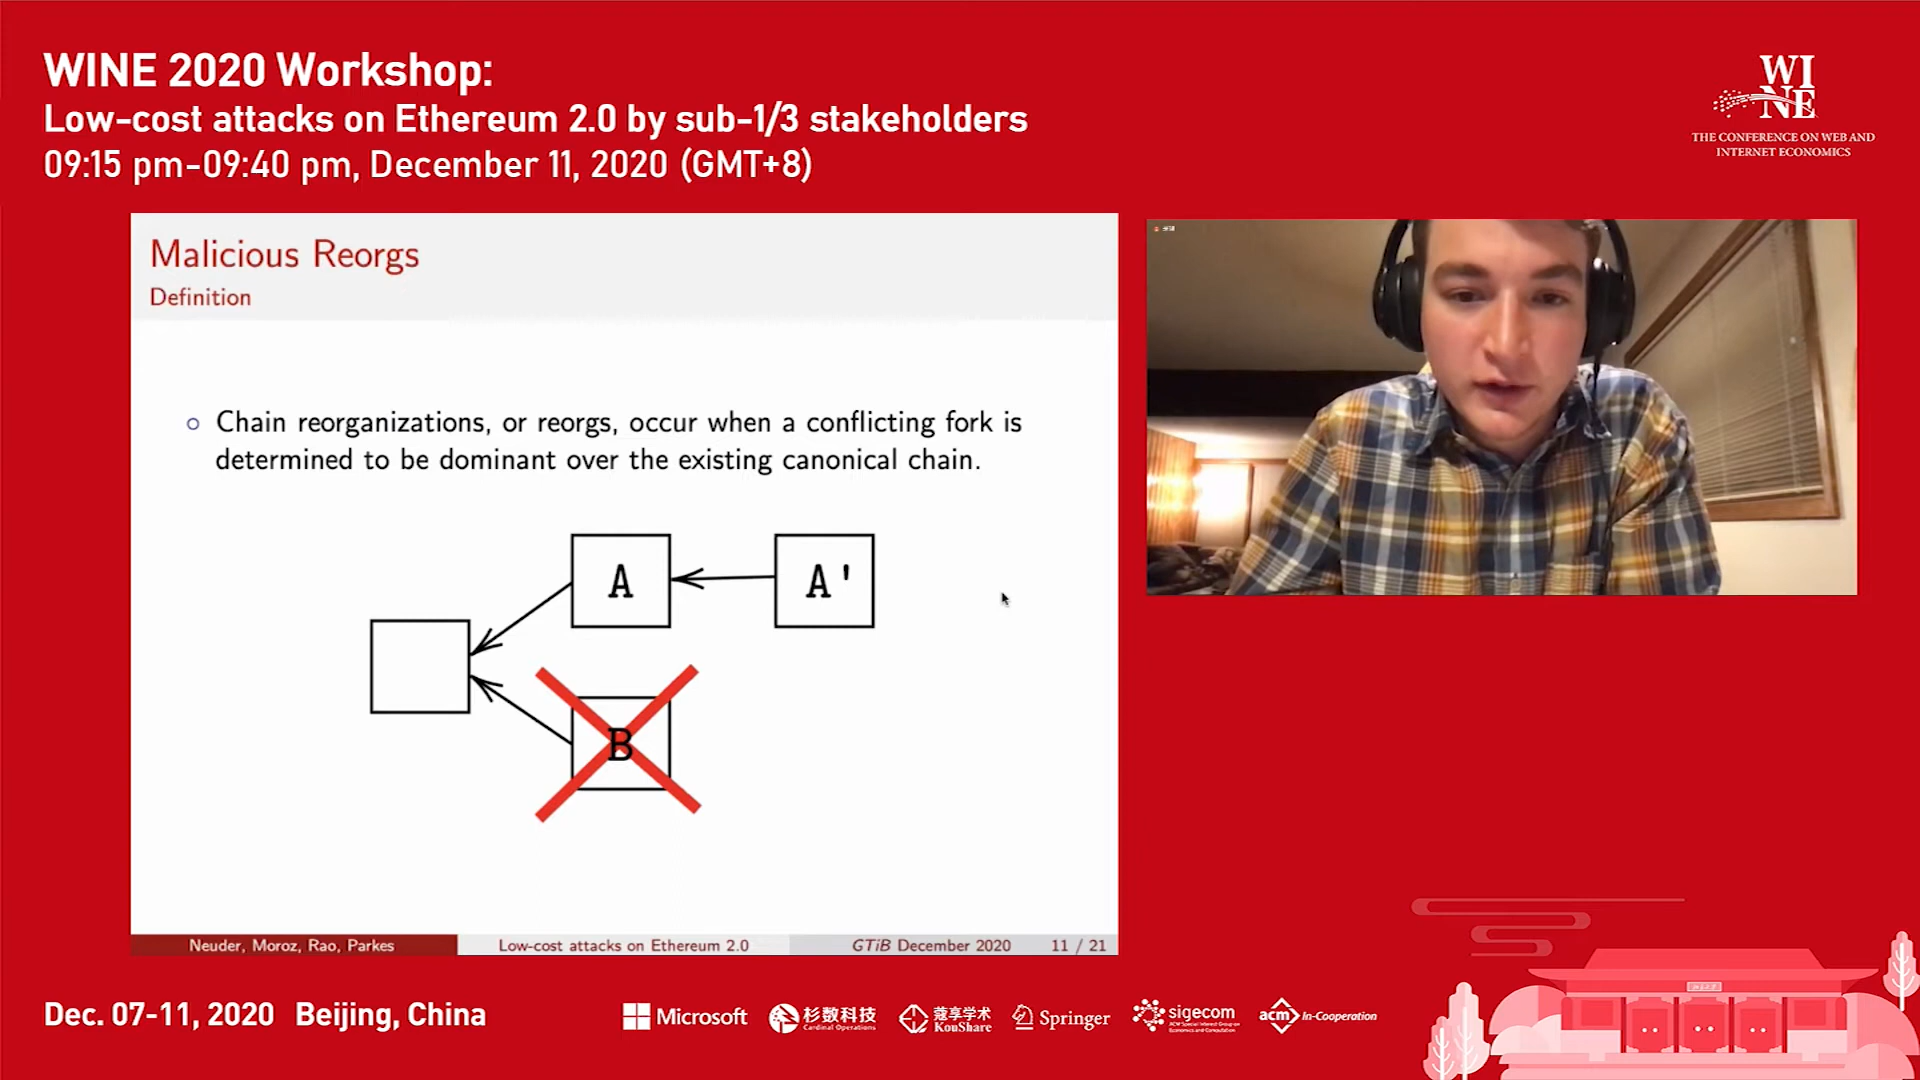 WINE 2020 Workshop:
Low-cost attacks on Ethereum 2.0 by sub-1/3 stakeholders
09:15 pm-09:40 pm, December 11, 2020 (GMT+8)
WI
NE
THE CONFERENCE ON WEB AND
INTERNET ECONOMICS
Malicious Reorgs
Definition
Chain reorganizations, or reorgs, occur when a conflicting fork is
determined to be dominant over the existing canonical chain.
A
A'
B
Neuder, Moroz, Rao, Parkes
Low-cost attacks on Ethereum 2.0
GTiB December 2020
11 / 21
Dec. 07-11, 2020 Beijing, China
Microsoft
杉数科技
Cardinal Operations
蔻享学术
KouShare
Springer
sigecom
acm In-Cooperation